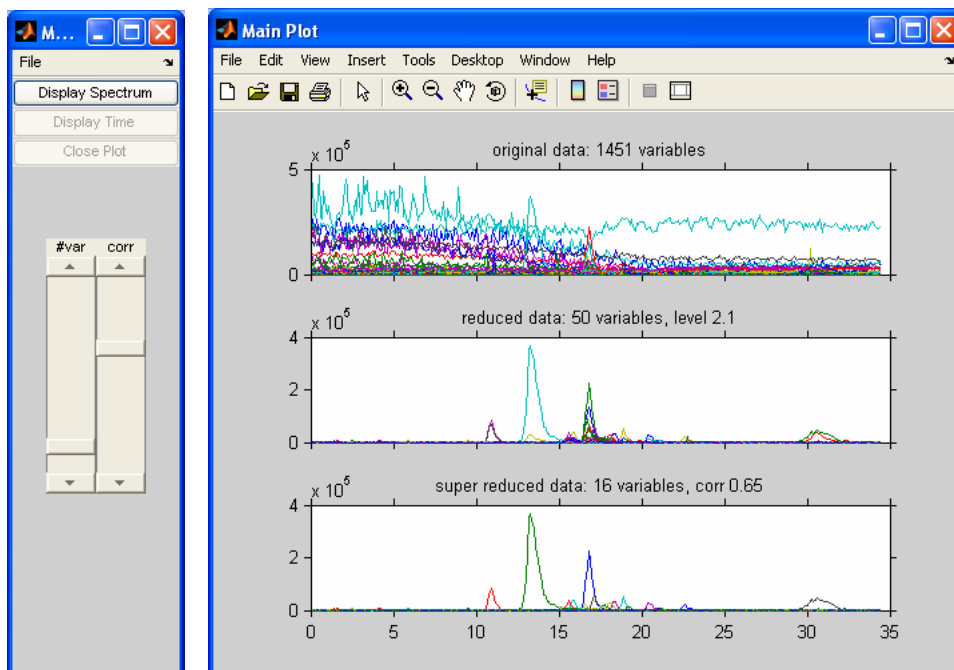 M...
File
Display Spectrum
Display Time
Close Plot
#var corr
Main Plot
File Edit View Insert Tools Desktop Window Help
x 10^5
original data: 1451 variables
5
0
x 10^5
reduced data: 50 variables, level 2.1
4
2
0
x 10^5
super reduced data: 16 variables, corr 0.65
4
2
0
0 5 10 15 20 25 30 35